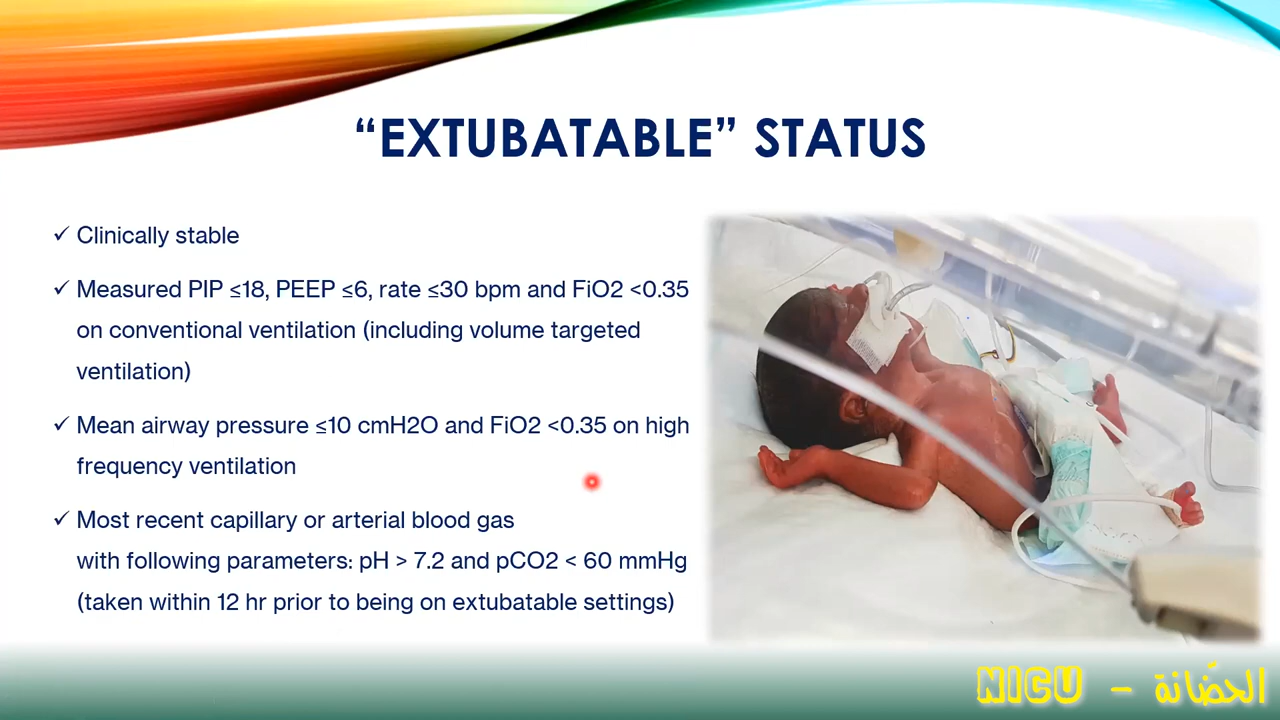 “EXTUBATABLE” STATUS
✓ Clinically stable
✓ Measured PIP ≤18, PEEP ≤6, rate ≤30 bpm and FiO2 <0.35
on conventional ventilation (including volume targeted
ventilation)
✓ Mean airway pressure ≤10 cmH2O and FiO2 <0.35 on high
frequency ventilation
✓ Most recent capillary or arterial blood gas
with following parameters: pH > 7.2 and pCO2 < 60 mmHg
(taken within 12 hr prior to being on extubatable settings)
NICU - الحضّانة